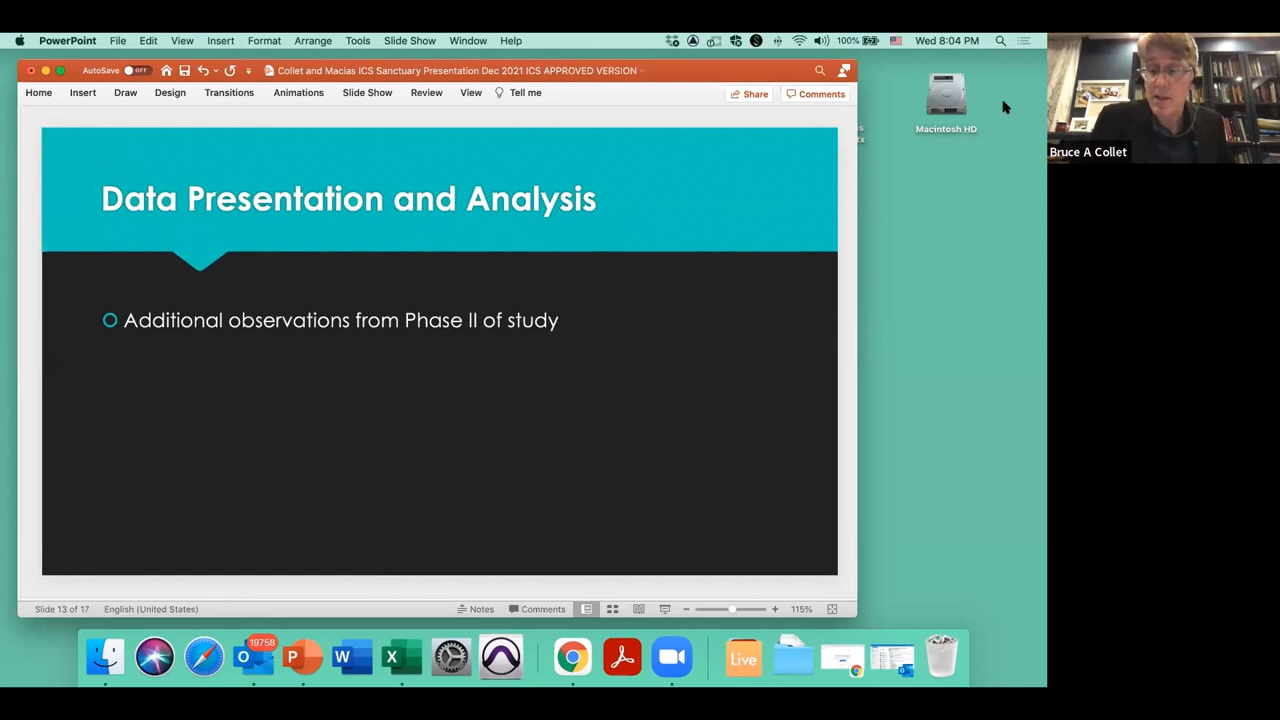 PowerPoint File Edit View Insert Format Arrange Tools Slide Show Window Help 100% Wed 8:04 PM
AutoSave OFF Collet and Macias ICS Sanctuary Presentation Dec 2021 ICS APPROVED VERSION
Home Insert Draw Design Transitions Animations Slide Show Review View Tell me Share Comments
Macintosh HD
Bruce A Collet
Data Presentation and Analysis
Additional observations from Phase II of study
Slide 13 of 17 English (United States) Notes Comments 115%
19758
Live